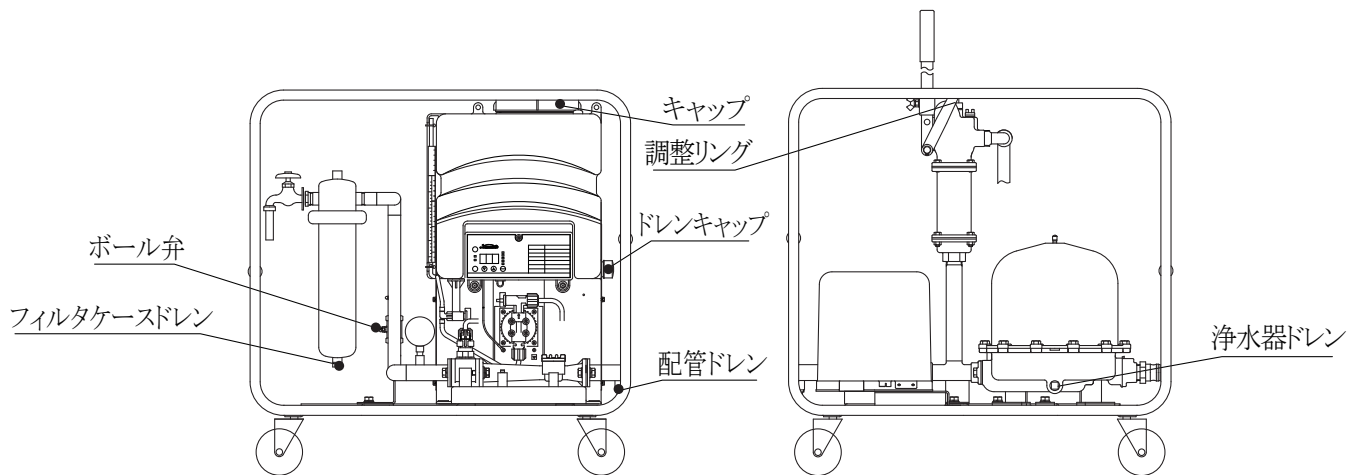 キャップ
調整リング
ドレンキャップ
ボール弁
フィルタケースドレン
配管ドレン
浄水器ドレン